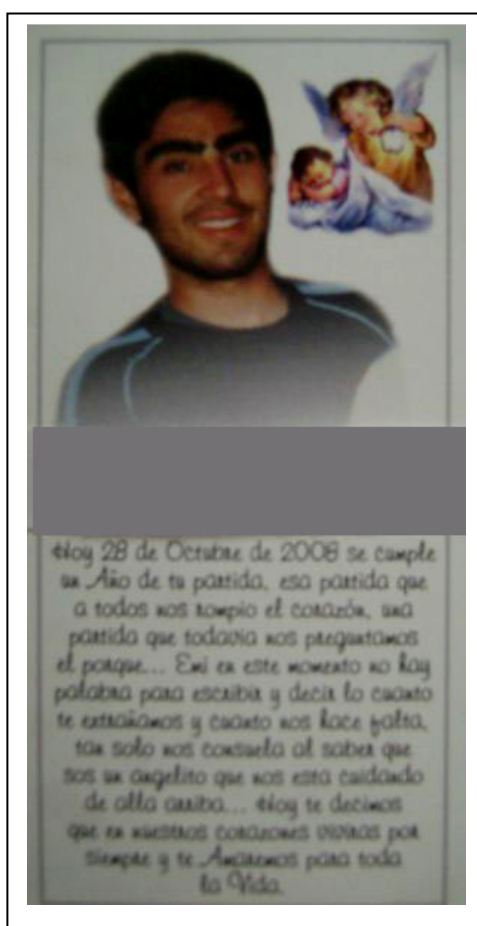 Hoy 28 de Octubre de 2008 se cumple
un Año de tu partida, esa partida que
a todos nos rompio el corazón, una
partida que todavia nos preguntamos
el porque... Emi en este momento no hay
palabra para escribir y decir lo cuanto
te extrañamos y cuanto nos hace falta,
tan solo nos consuela al saber que
sos un angelito que nos esta cuidando
de alla arriba... Hoy te decimos
que en nuestros corazones viviras por
siempre y te Amaremos para toda
la Vida.